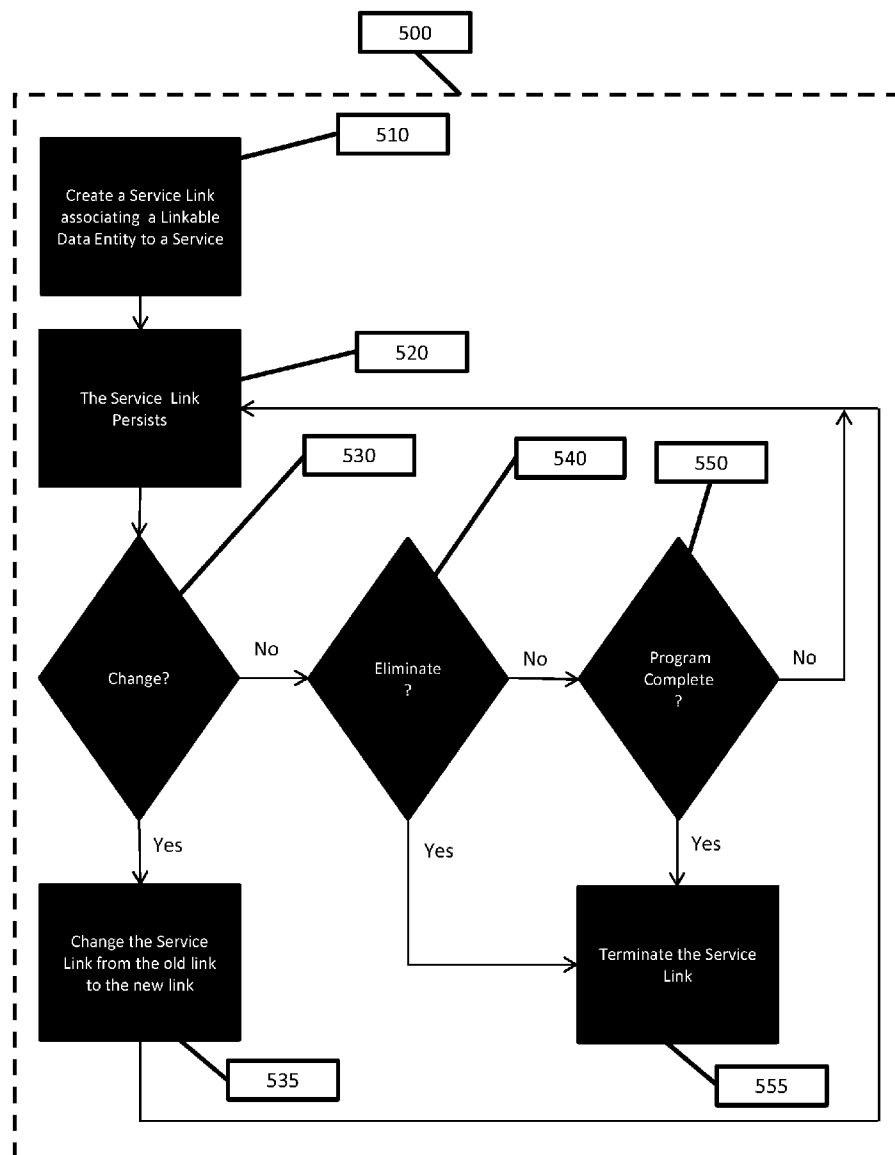 500
510
Create a Service Link
associating a Linkable
Data Entity to a Service
520
The Service Link
Persists
530
540
550
Change?
No
Eliminate
?
No
Program
Complete
?
No
Yes
Yes
Yes
Change the Service
Link from the old link
to the new link
Terminate the Service
Link
535
555